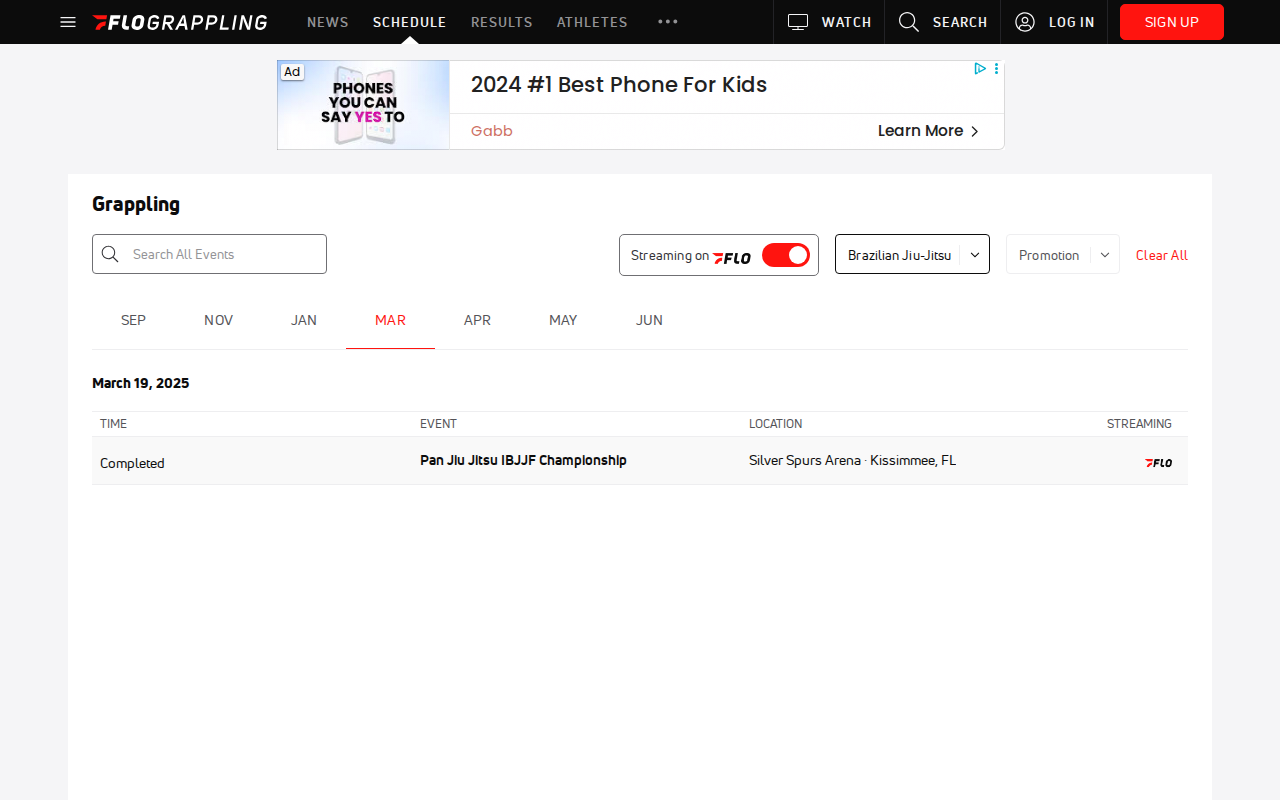 FLOGRAPPLING NEWS SCHEDULE RESULTS ATHLETES WATCH SEARCH LOG IN SIGN UP
Ad
PHONES
YOU CAN
SAY YES TO
2024 #1 Best Phone For Kids
Gabb
Learn More
Grappling
Search All Events
Streaming on FLO
Brazilian Jiu-Jitsu
Promotion
Clear All
SEP NOV JAN MAR APR MAY JUN
March 19, 2025
TIME EVENT LOCATION STREAMING
Completed Pan Jiu Jitsu IBJJF Championship Silver Spurs Arena · Kissimmee, FL FLO